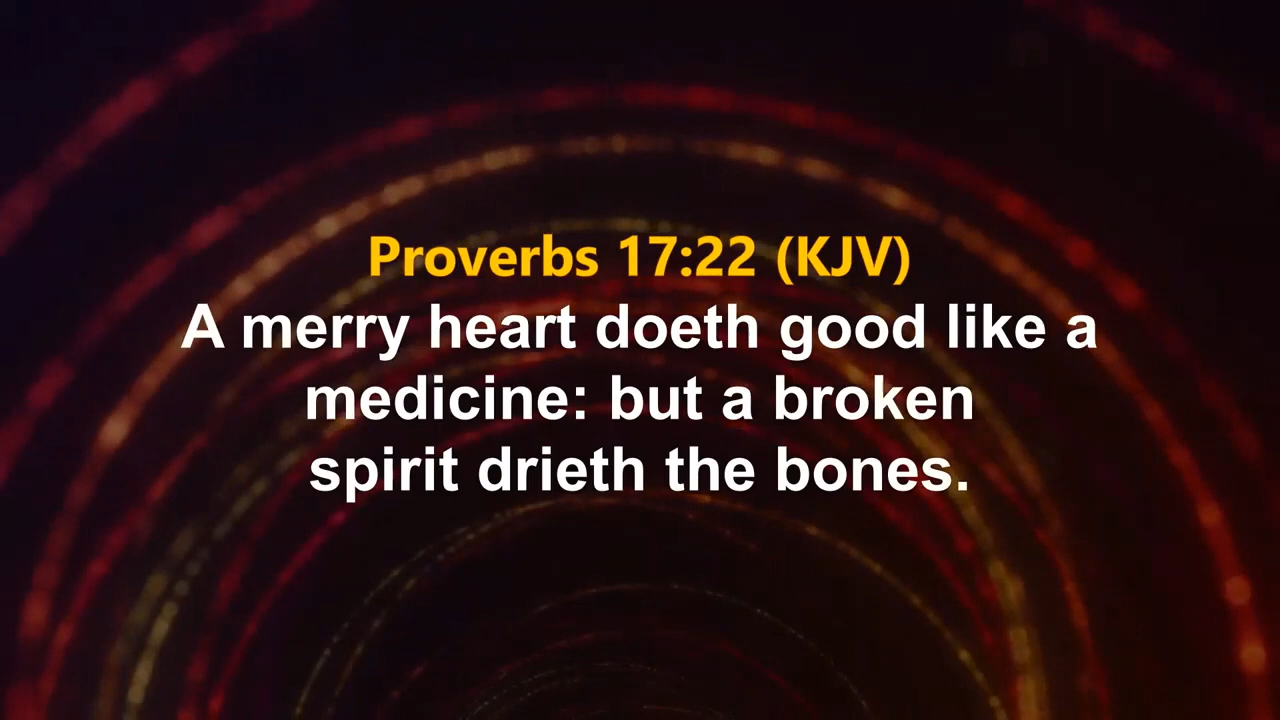 Proverbs 17:22 (KJV)
A merry heart doeth good like a
medicine: but a broken
spirit drieth the bones.